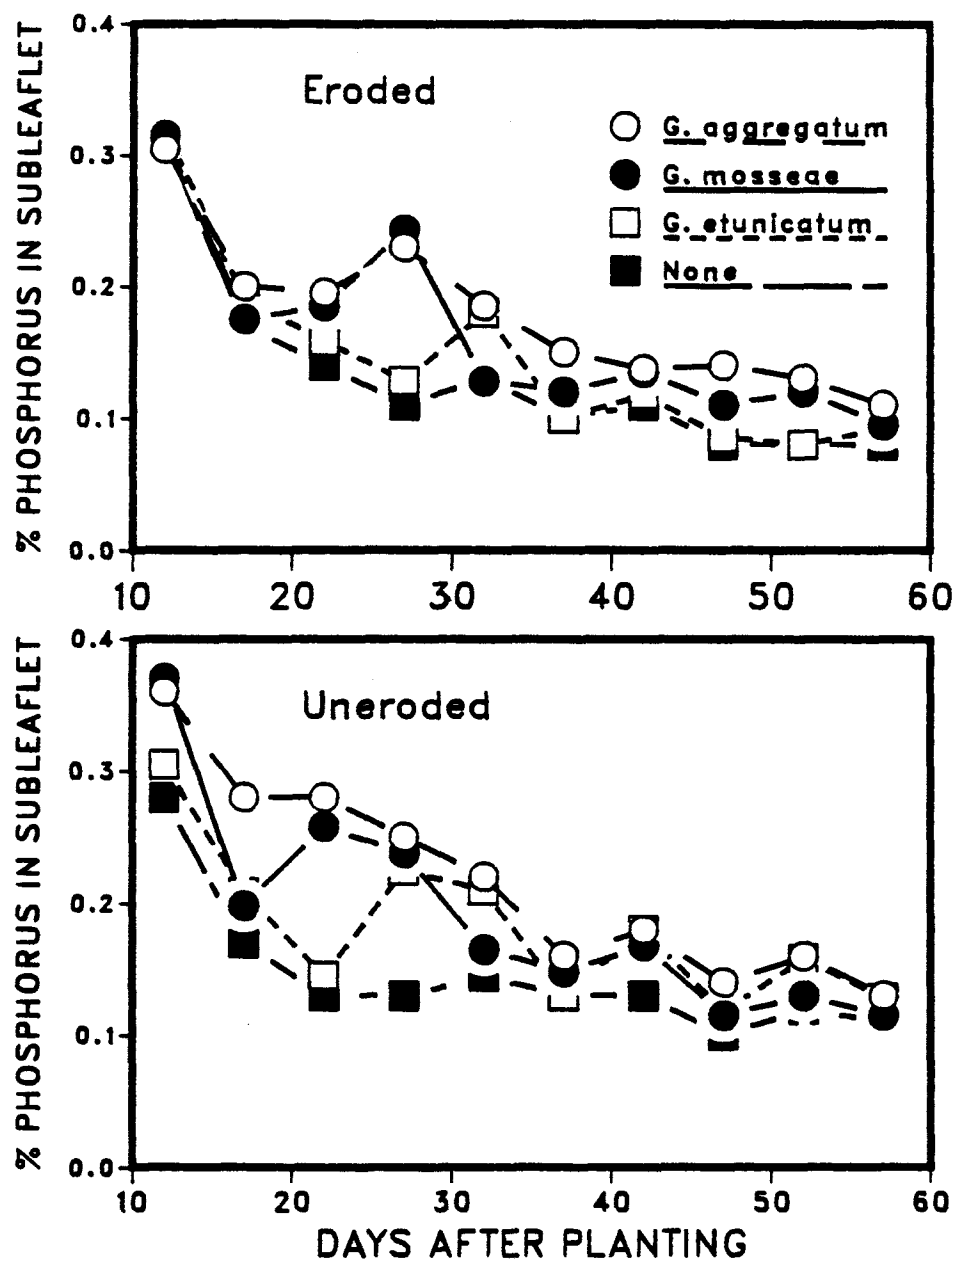 % PHOSPHORUS IN SUBLEAFLET
0.4
0.3
0.2
0.1
0.0
Eroded
G. aggregatum
G. mosseae
G. etunicatum
None
10 20 30 40 50 60
% PHOSPHORUS IN SUBLEAFLET
0.4
0.3
0.2
0.1
0.0
Uneroded
10 20 30 40 50 60
DAYS AFTER PLANTING